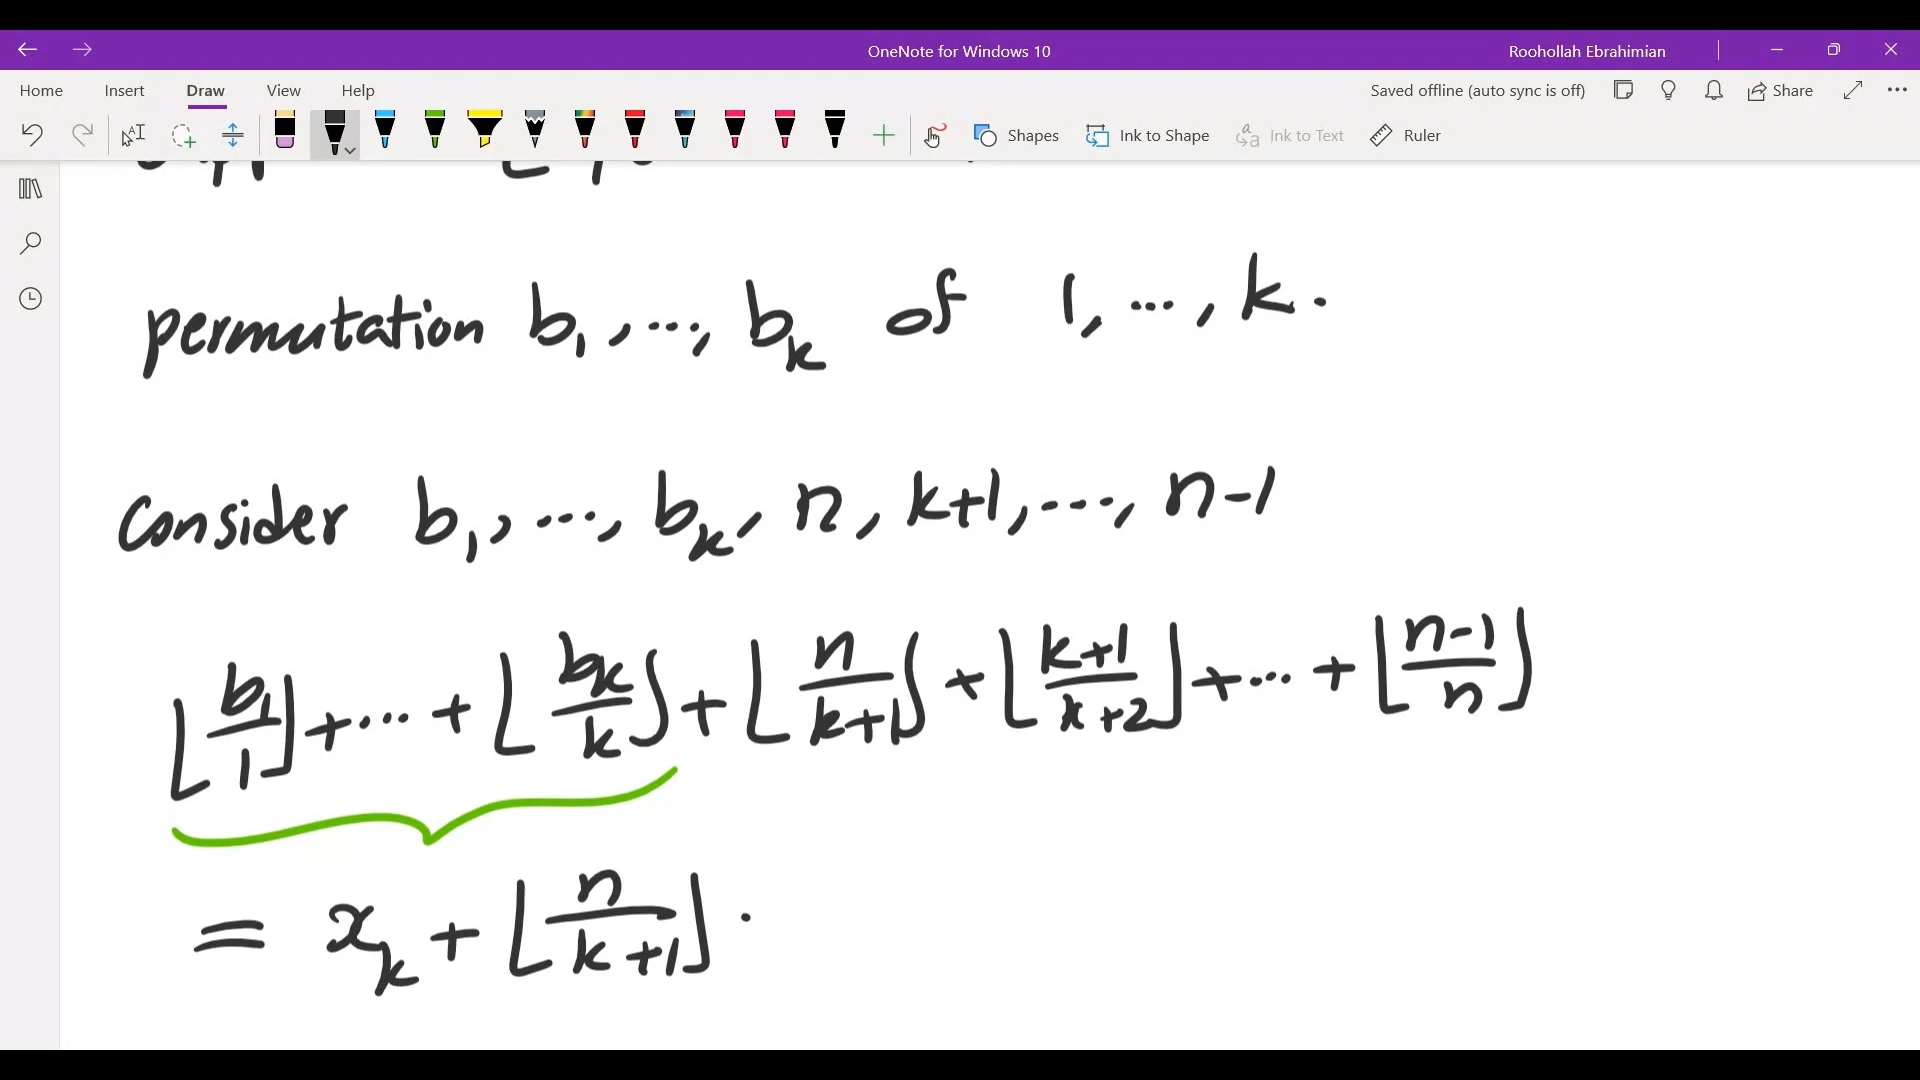 OneNote for Windows 10
Roohollah Ebrahimian
Home Insert Draw View Help
Saved offline (auto sync is off) Share
Shapes Ink to Shape Ink to Text Ruler
permutation b₁, ..., bₖ of 1, ..., k.
Consider b₁, ..., bₖ, n, k+1, ..., n-1
⌊b₁/1⌋ + ... + ⌊bₖ/k⌋ + ⌊n/(k+1)⌋ + ⌊(k+1)/(k+2)⌋ + ... + ⌊(n-1)/n⌋
= xₖ + ⌊n/(k+1)⌋.